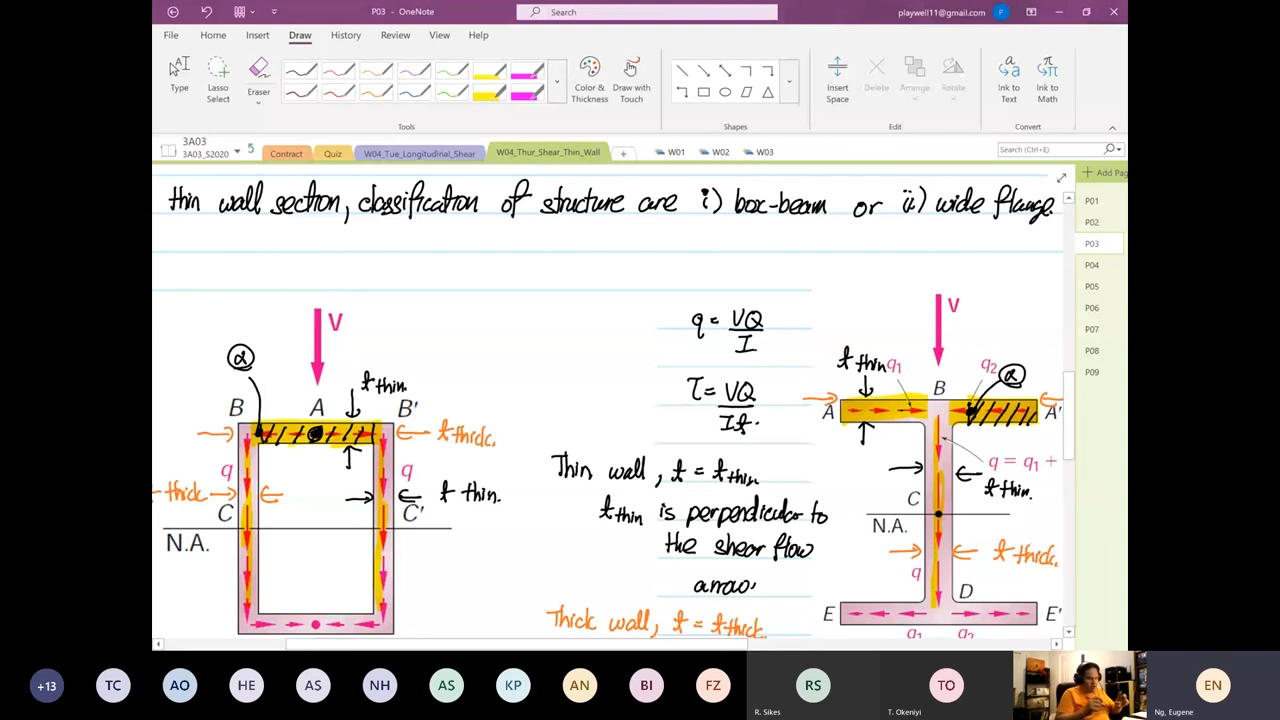 P03 - OneNote
Search
playwell11@gmail.com
P
File Home Insert Draw History Review View Help
Type
Lasso Select
Eraser
Color & Thickness
Draw with Touch
Insert Space
Delete
Arrange
Rotate
Ink to Text
Ink to Math
Tools
Shapes
Edit
Convert
3A03
3A03_S2020
5
Contract
Quiz
W04_Tue_Longitudinal_Shear
W04_Thur_Shear_Thin_Wall
W01
W02
W03
Search (Ctrl+E)
Add Pag
P01
P02
P03
P04
P05
P06
P07
P08
P09
thin wall section, classification of structure are i) box-beam or ii) wide flange.
V
α
t thin.
B A B'
t thick.
q q
thick
t thin.
C C'
N.A.
q = VQ/I
τ = VQ/It.
Thin wall, t = t thin
t thin is perpendicular to
the shear flow
arrow
Thick wall, t = t thick.
V
t thin
q1
q2
α
B
A A'
q = q1 +
t thin.
C
N.A.
t thick.
q
D
E E'
q1 q2
+13
TC
AO
HE
AS
NH
AS
KP
AN
BI
FZ
RS
R. Sikes
TO
T. Okeniyi
EN
Ng, Eugene